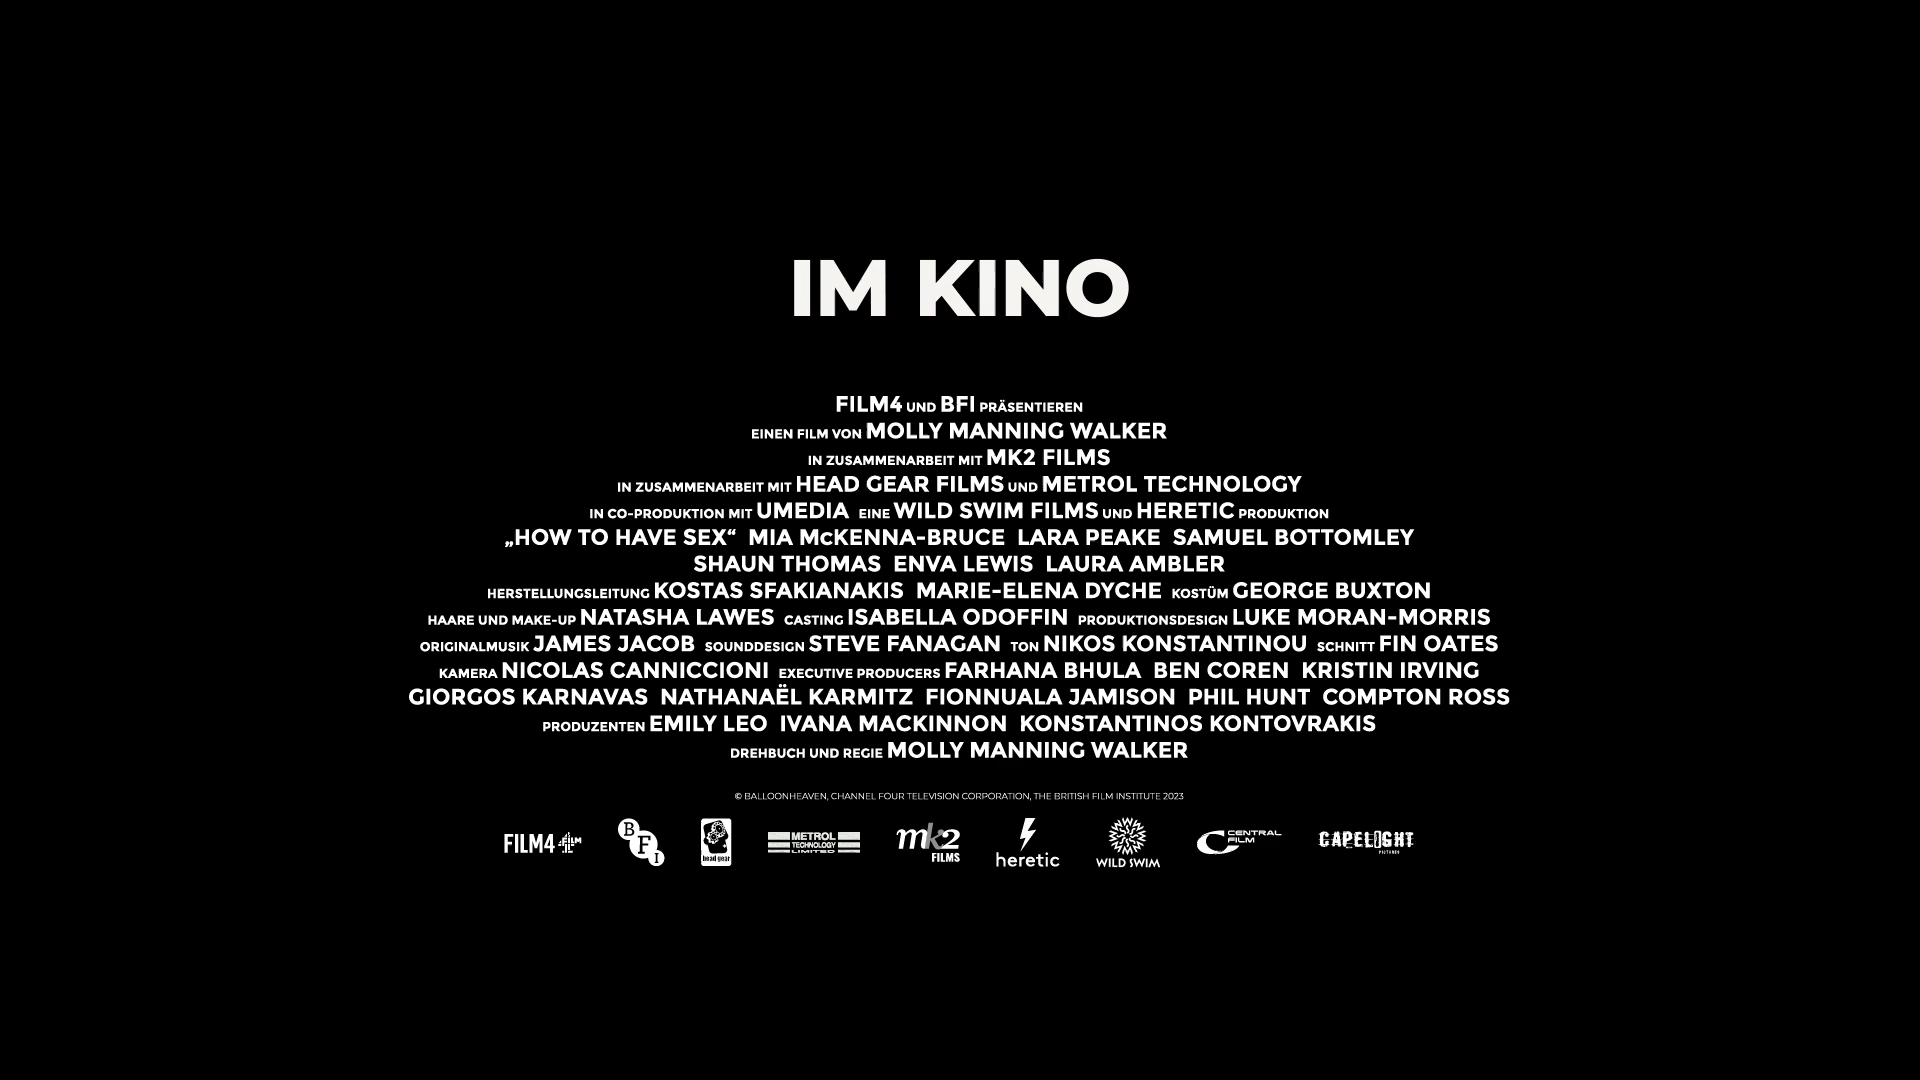 IM KINO
FILM4 UND BFI PRÄSENTIEREN
EINEN FILM VON MOLLY MANNING WALKER
IN ZUSAMMENARBEIT MIT MK2 FILMS
IN ZUSAMMENARBEIT MIT HEAD GEAR FILMS UND METROL TECHNOLOGY
IN CO-PRODUKTION MIT UMEDIA EINE WILD SWIM FILMS UND HERETIC PRODUKTION
„HOW TO HAVE SEX“ MIA McKENNA-BRUCE LARA PEAKE SAMUEL BOTTOMLEY
SHAUN THOMAS ENVA LEWIS LAURA AMBLER
HERSTELLUNGSLEITUNG KOSTAS SFAKIANAKIS MARIE-ELENA DYCHE KOSTÜM GEORGE BUXTON
HAARE UND MAKE-UP NATASHA LAWES CASTING ISABELLA ODOFFIN PRODUKTIONSDESIGN LUKE MORAN-MORRIS
ORIGINALMUSIK JAMES JACOB SOUNDDESIGN STEVE FANAGAN TON NIKOS KONSTANTINOU SCHNITT FIN OATES
KAMERA NICOLAS CANNICCIONI EXECUTIVE PRODUCERS FARHANA BHULA BEN COREN KRISTIN IRVING
GIORGOS KARNAVAS NATHANAËL KARMITZ FIONNUALA JAMISON PHIL HUNT COMPTON ROSS
PRODUZENTEN EMILY LEO IVANA MACKINNON KONSTANTINOS KONTOVRAKIS
DREHBUCH UND REGIE MOLLY MANNING WALKER
© BALLOONHEAVEN, CHANNEL FOUR TELEVISION CORPORATION, THE BRITISH FILM INSTITUTE 2023
FILM4 FILM
BFI
head gear
METROL
TECHNOLOGY
LIMITED
mk2
FILMS
heretic
WILD SWIM
CENTRAL
FILM
CAPELIGHT
PICTURES